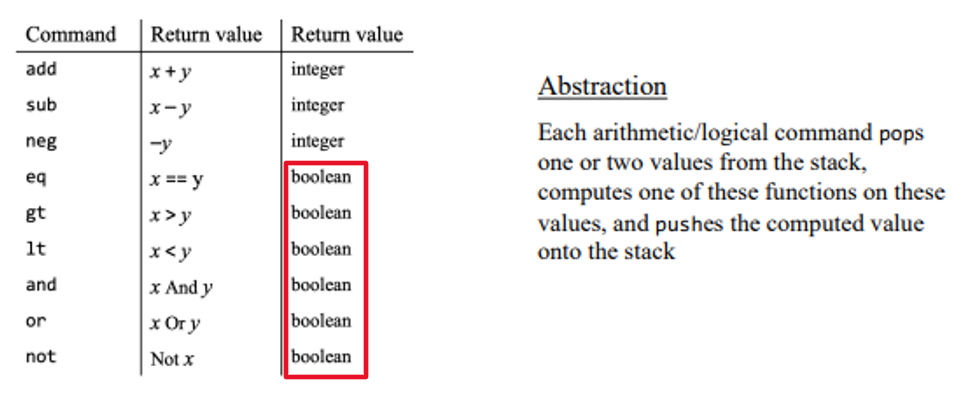 Command Return value Return value
add x + y integer
sub x − y integer
neg −y integer
eq x == y boolean
gt x > y boolean
lt x < y boolean
and x And y boolean
or x Or y boolean
not Not x boolean
Abstraction
Each arithmetic/logical command pops
one or two values from the stack,
computes one of these functions on these
values, and pushes the computed value
onto the stack